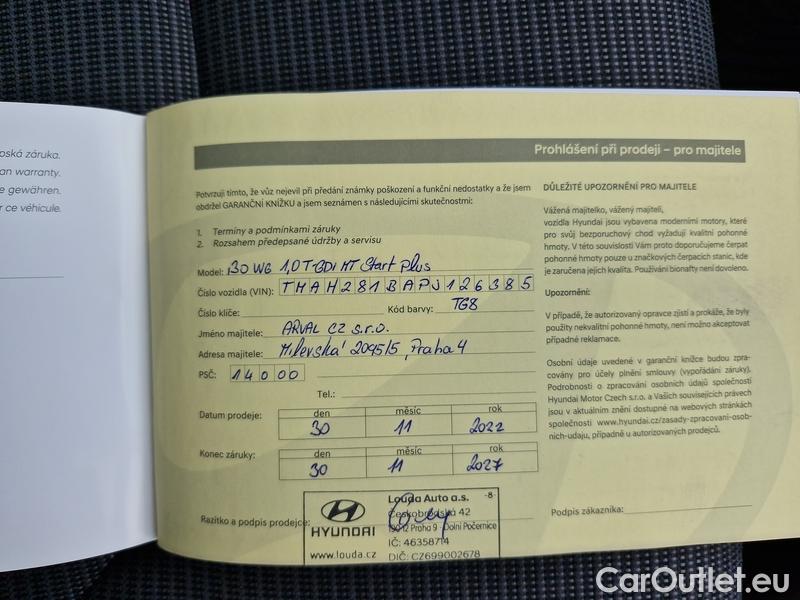 pská záruka.
an warranty.
e gewähren.
r ce véhicule.
Prohlášení při prodeji – pro majitele
Potvrzuji tímto, že vůz nejevil při předání známky poškození a funkční nedostatky a že jsem
obdržel GARANČNÍ KNÍŽKU a jsem seznámen s následujícími skutečnostmi:
1. Termíny a podmínkami záruky
2. Rozsahem předepsané údržby a servisu
Model: i30 WG 1,0 T-GDI MT Start Plus
Číslo vozidla (VIN): TMAH281BAPJ126385
Číslo klíče: Kód barvy: TG8
Jméno majitele: ARVAL CZ s.r.o.
Adresa majitele: Milevská 2095/5, Praha 4
PSČ: 14000
Tel.:
Datum prodeje: den měsíc rok
30 11 2022
Konec záruky: den měsíc rok
30 11 2027
Razítko a podpis prodejce:
HYUNDAI
www.louda.cz
Louda Auto a.s. -8-
Českobrodská 42
190 12 Praha 9 - Dolní Počernice
IČ: 46358714
DIČ: CZ699002678
DŮLEŽITÉ UPOZORNĚNÍ PRO MAJITELE
Vážená majitelko, vážený majiteli,
vozidla Hyundai jsou vybavena moderními motory, které
pro svůj bezporuchový chod vyžadují kvalitní pohonné
hmoty. V této souvislosti Vám proto doporučujeme čerpat
pohonné hmoty pouze u značkových čerpacích stanic, kde
je zaručena jejich kvalita. Používání bionafty není dovoleno.
Upozornění:
V případě, že autorizovaný opravce zjistí a prokáže, že byly
použity nekvalitní pohonné hmoty, není možno akceptovat
případné reklamace.
Osobní údaje uvedené v garanční knížce budou zpra-
covány pro účely plnění smlouvy (vypořádání záruky).
Podrobnosti o zpracování osobních údajů společností
Hyundai Motor Czech s.r.o. a Vašich souvisejících právech
jsou v aktuálním znění dostupné na webových stránkách
společnosti www.hyundai.cz/zasady-zpracovani-osob-
nich-udaju, případně u autorizovaných prodejců.
Podpis zákazníka:
CarOutlet.eu